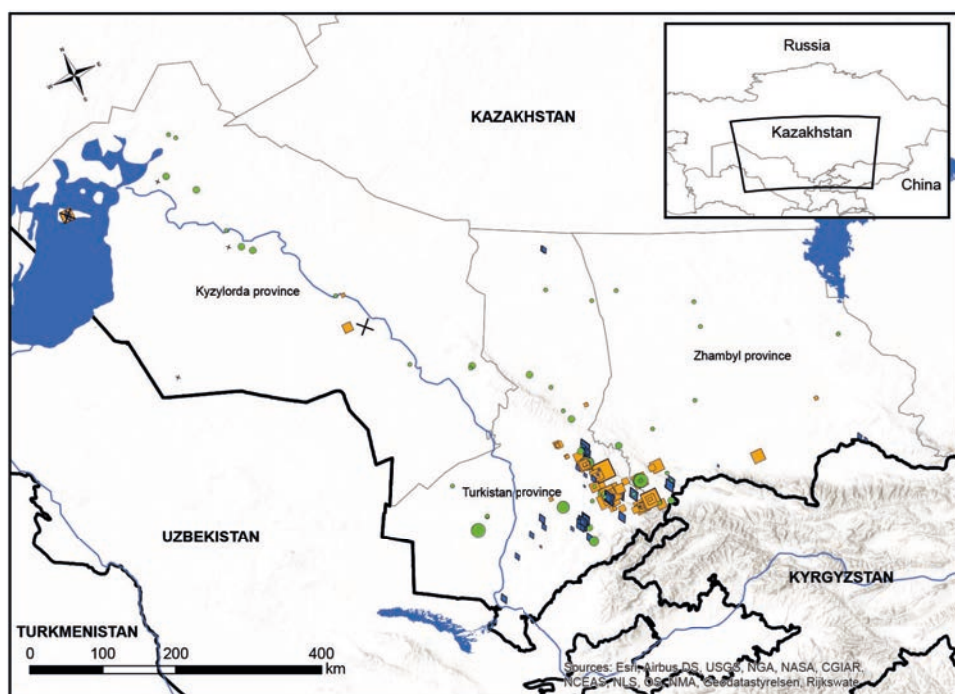 Russia
Kazakhstan
China
KAZAKHSTAN
Kyzylorda province
Zhambyl province
Turkistan province
UZBEKISTAN
KYRGYZSTAN
TURKMENISTAN
0 100 200 400
km
Sources: Esri, Airbus DS, USGS, NGA, NASA, CGIAR,
NCEAS, NLS, OS, NMA, Geodatastyrelsen, Rijkswate